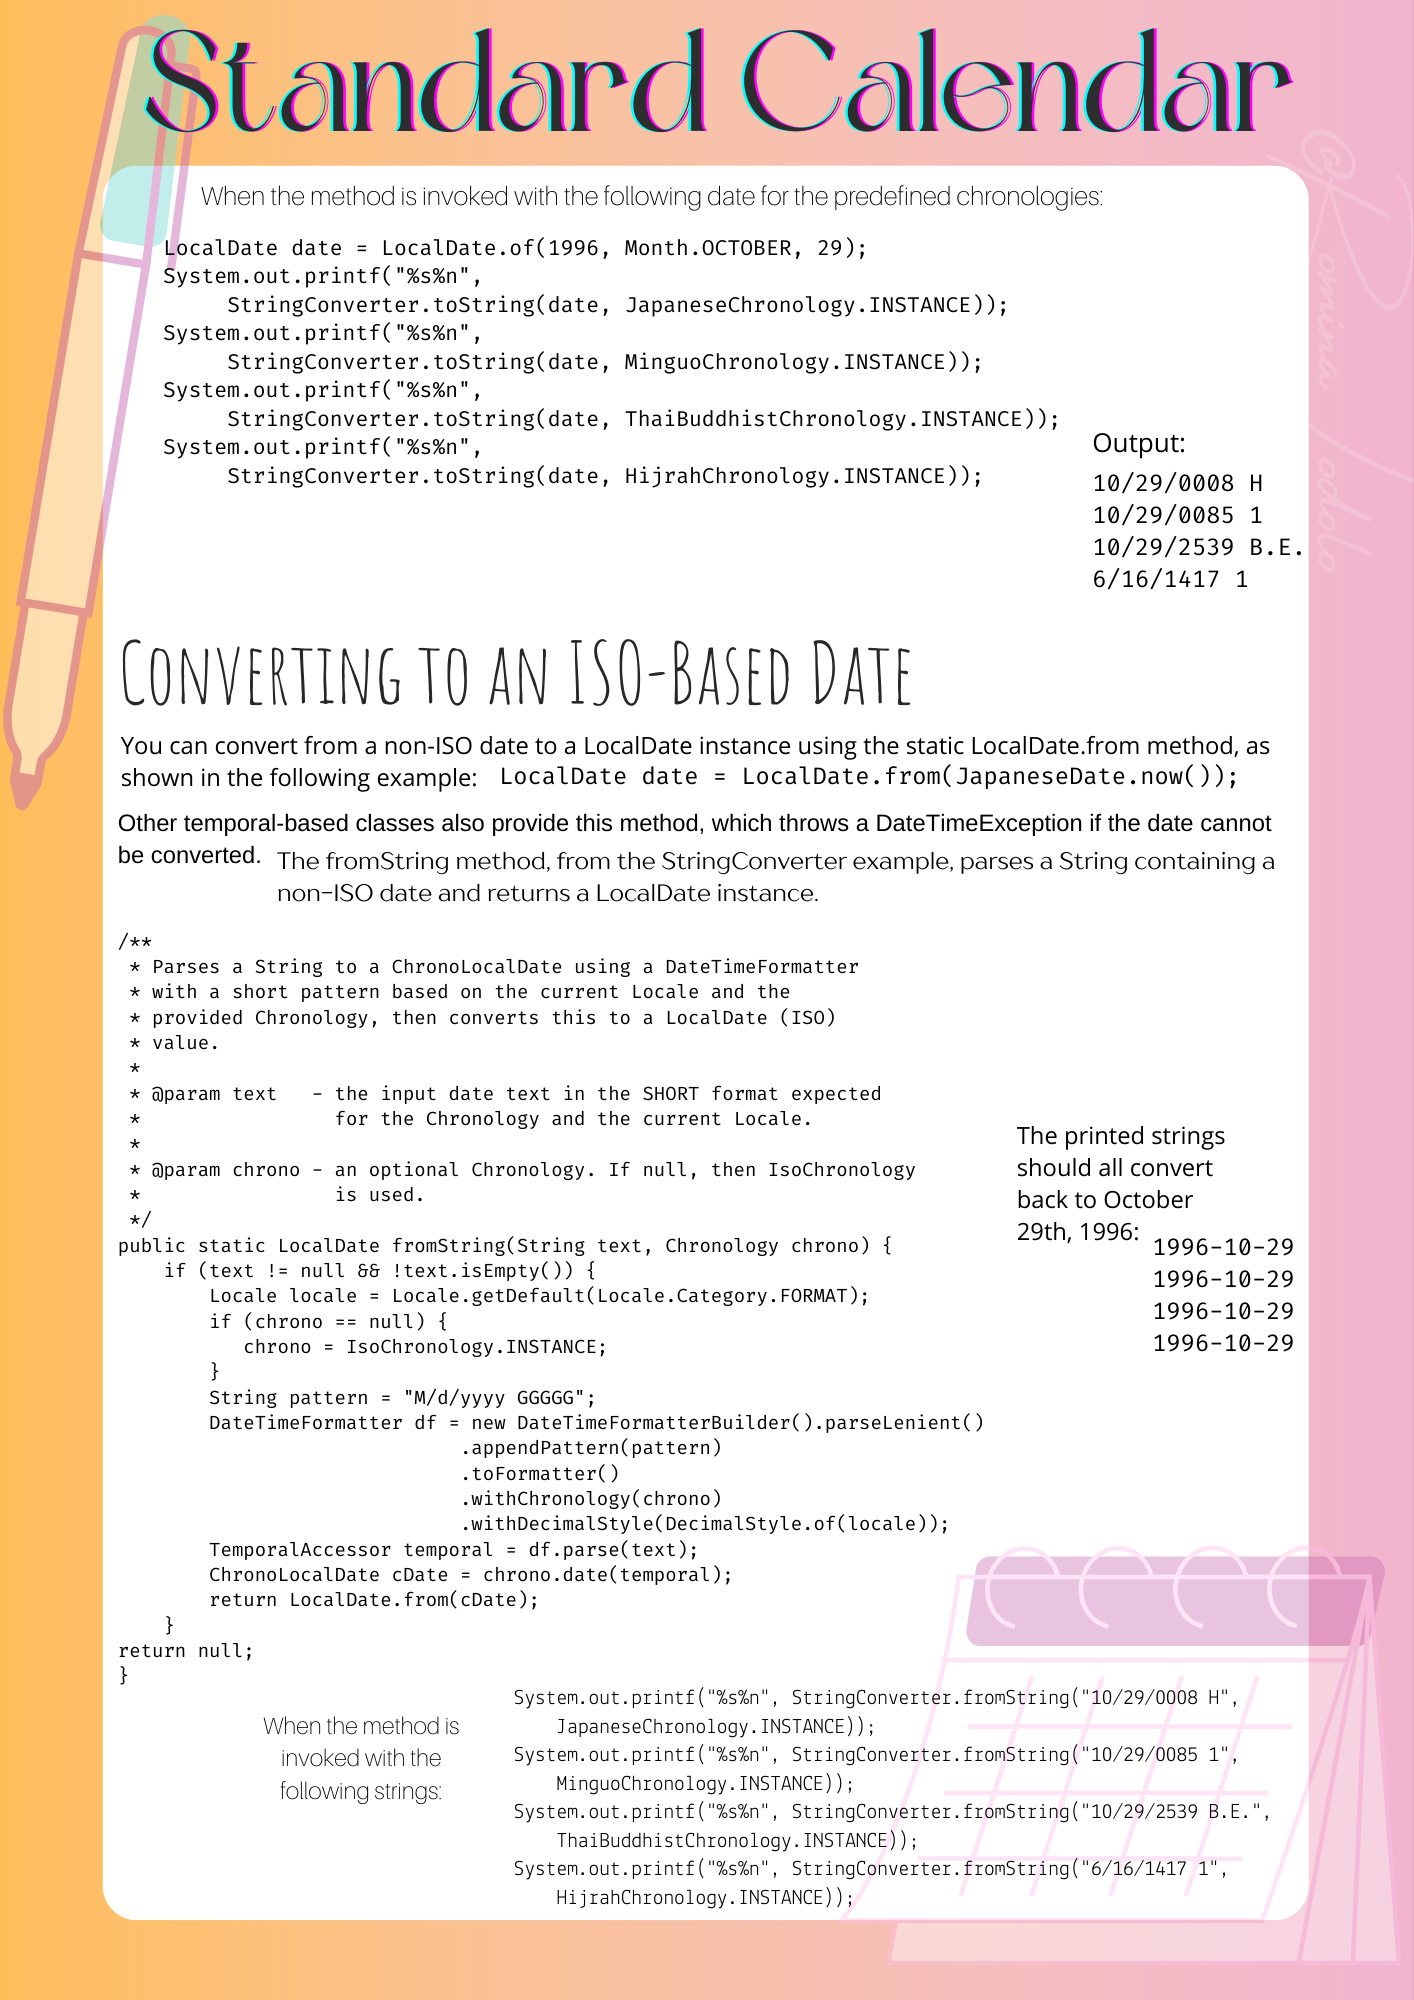 Standard Calendar
When the method is invoked with the following date for the predefined chronologies:
LocalDate date = LocalDate.of(1996, Month.OCTOBER, 29);
System.out.printf("%s%n",
     StringConverter.toString(date, JapaneseChronology.INSTANCE));
System.out.printf("%s%n",
     StringConverter.toString(date, MinguoChronology.INSTANCE));
System.out.printf("%s%n",
     StringConverter.toString(date, ThaiBuddhistChronology.INSTANCE));
System.out.printf("%s%n",
     StringConverter.toString(date, HijrahChronology.INSTANCE));
Output:
10/29/0008 H
10/29/0085 1
10/29/2539 B.E.
6/16/1417 1
@Romina Iodolo
Converting to an ISO-Based Date
You can convert from a non-ISO date to a LocalDate instance using the static LocalDate.from method, as
shown in the following example: LocalDate date = LocalDate.from(JapaneseDate.now());
Other temporal-based classes also provide this method, which throws a DateTimeException if the date cannot
be converted.
The fromString method, from the StringConverter example, parses a String containing a
non-ISO date and returns a LocalDate instance.
/**
 * Parses a String to a ChronoLocalDate using a DateTimeFormatter
 * with a short pattern based on the current Locale and the
 * provided Chronology, then converts this to a LocalDate (ISO)
 * value.
 *
 * @param text   - the input date text in the SHORT format expected
 *                 for the Chronology and the current Locale.
 *
 * @param chrono - an optional Chronology. If null, then IsoChronology
 *                 is used.
 */
public static LocalDate fromString(String text, Chronology chrono) {
    if (text != null && !text.isEmpty()) {
        Locale locale = Locale.getDefault(Locale.Category.FORMAT);
        if (chrono == null) {
           chrono = IsoChronology.INSTANCE;
        }
        String pattern = "M/d/yyyy GGGGG";
        DateTimeFormatter df = new DateTimeFormatterBuilder().parseLenient()
                              .appendPattern(pattern)
                              .toFormatter()
                              .withChronology(chrono)
                              .withDecimalStyle(DecimalStyle.of(locale));
        TemporalAccessor temporal = df.parse(text);
        ChronoLocalDate cDate = chrono.date(temporal);
        return LocalDate.from(cDate);
    }
return null;
}
The printed strings
should all convert
back to October
29th, 1996:
1996-10-29
1996-10-29
1996-10-29
1996-10-29
When the method is
invoked with the
following strings:
System.out.printf("%s%n", StringConverter.fromString("10/29/0008 H",
    JapaneseChronology.INSTANCE));
System.out.printf("%s%n", StringConverter.fromString("10/29/0085 1",
    MinguoChronology.INSTANCE));
System.out.printf("%s%n", StringConverter.fromString("10/29/2539 B.E.",
    ThaiBuddhistChronology.INSTANCE));
System.out.printf("%s%n", StringConverter.fromString("6/16/1417 1",
    HijrahChronology.INSTANCE));